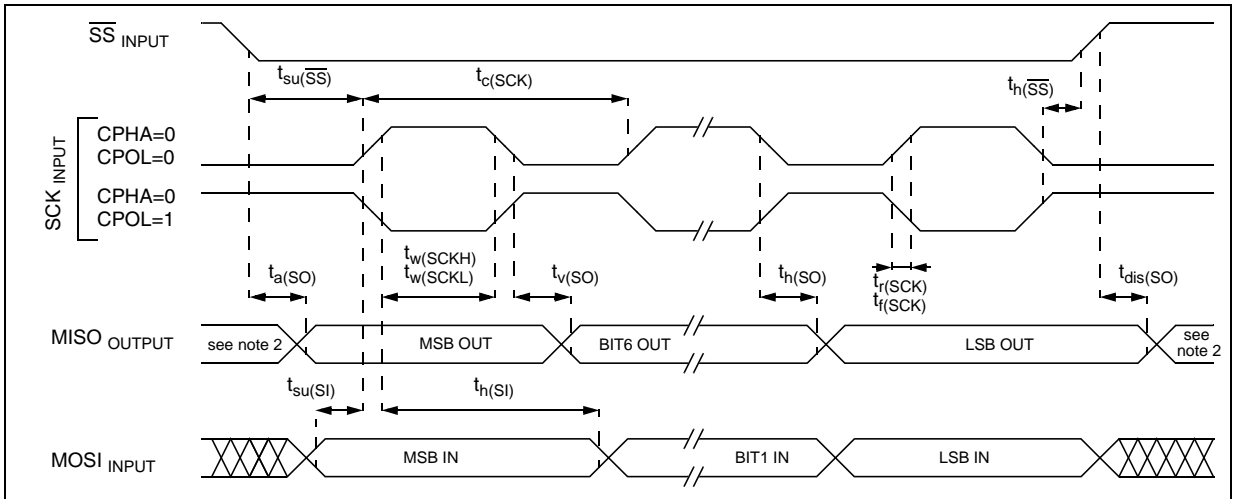 SS INPUT
tsu(SS)
tc(SCK)
th(SS)
SCK INPUT
CPHA=0
CPOL=0
CPHA=0
CPOL=1
ta(SO)
tw(SCKH)
tw(SCKL)
tv(SO)
th(SO)
tr(SCK)
tf(SCK)
tdis(SO)
MISO OUTPUT
see note 2
MSB OUT
BIT6 OUT
LSB OUT
see
note 2
tsu(SI)
th(SI)
MOSI INPUT
MSB IN
BIT1 IN
LSB IN